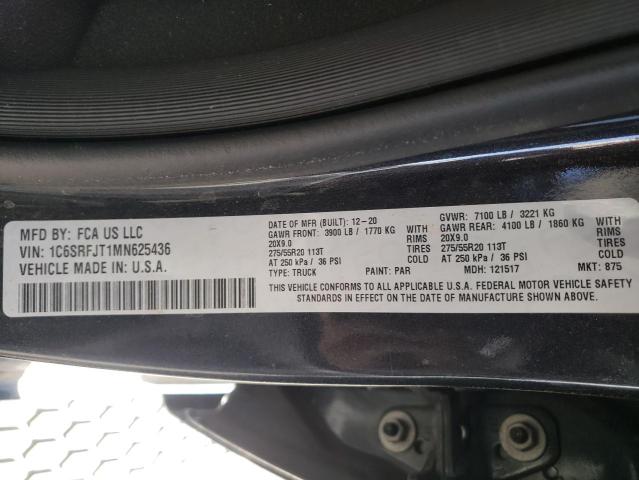 MFD BY: FCA US LLC
VIN: 1C6SRFJT1MN625436
VEHICLE MADE IN: U.S.A.
DATE OF MFR (BUILT): 12-20 GVWR: 7100 LB / 3221 KG
GAWR FRONT: 3900 LB / 1770 KG WITH GAWR REAR: 4100 LB / 1860 KG WITH
20X9.0 RIMS 20X9.0 RIMS
275/55R20 113T TIRES 275/55R20 113T TIRES
AT 250 kPa / 36 PSI COLD AT 250 kPa / 36 PSI COLD
TYPE: TRUCK PAINT: PAR MDH: 121517 MKT: 875
THIS VEHICLE CONFORMS TO ALL APPLICABLE U.S.A. FEDERAL MOTOR VEHICLE SAFETY
STANDARDS IN EFFECT ON THE DATE OF MANUFACTURE SHOWN ABOVE.